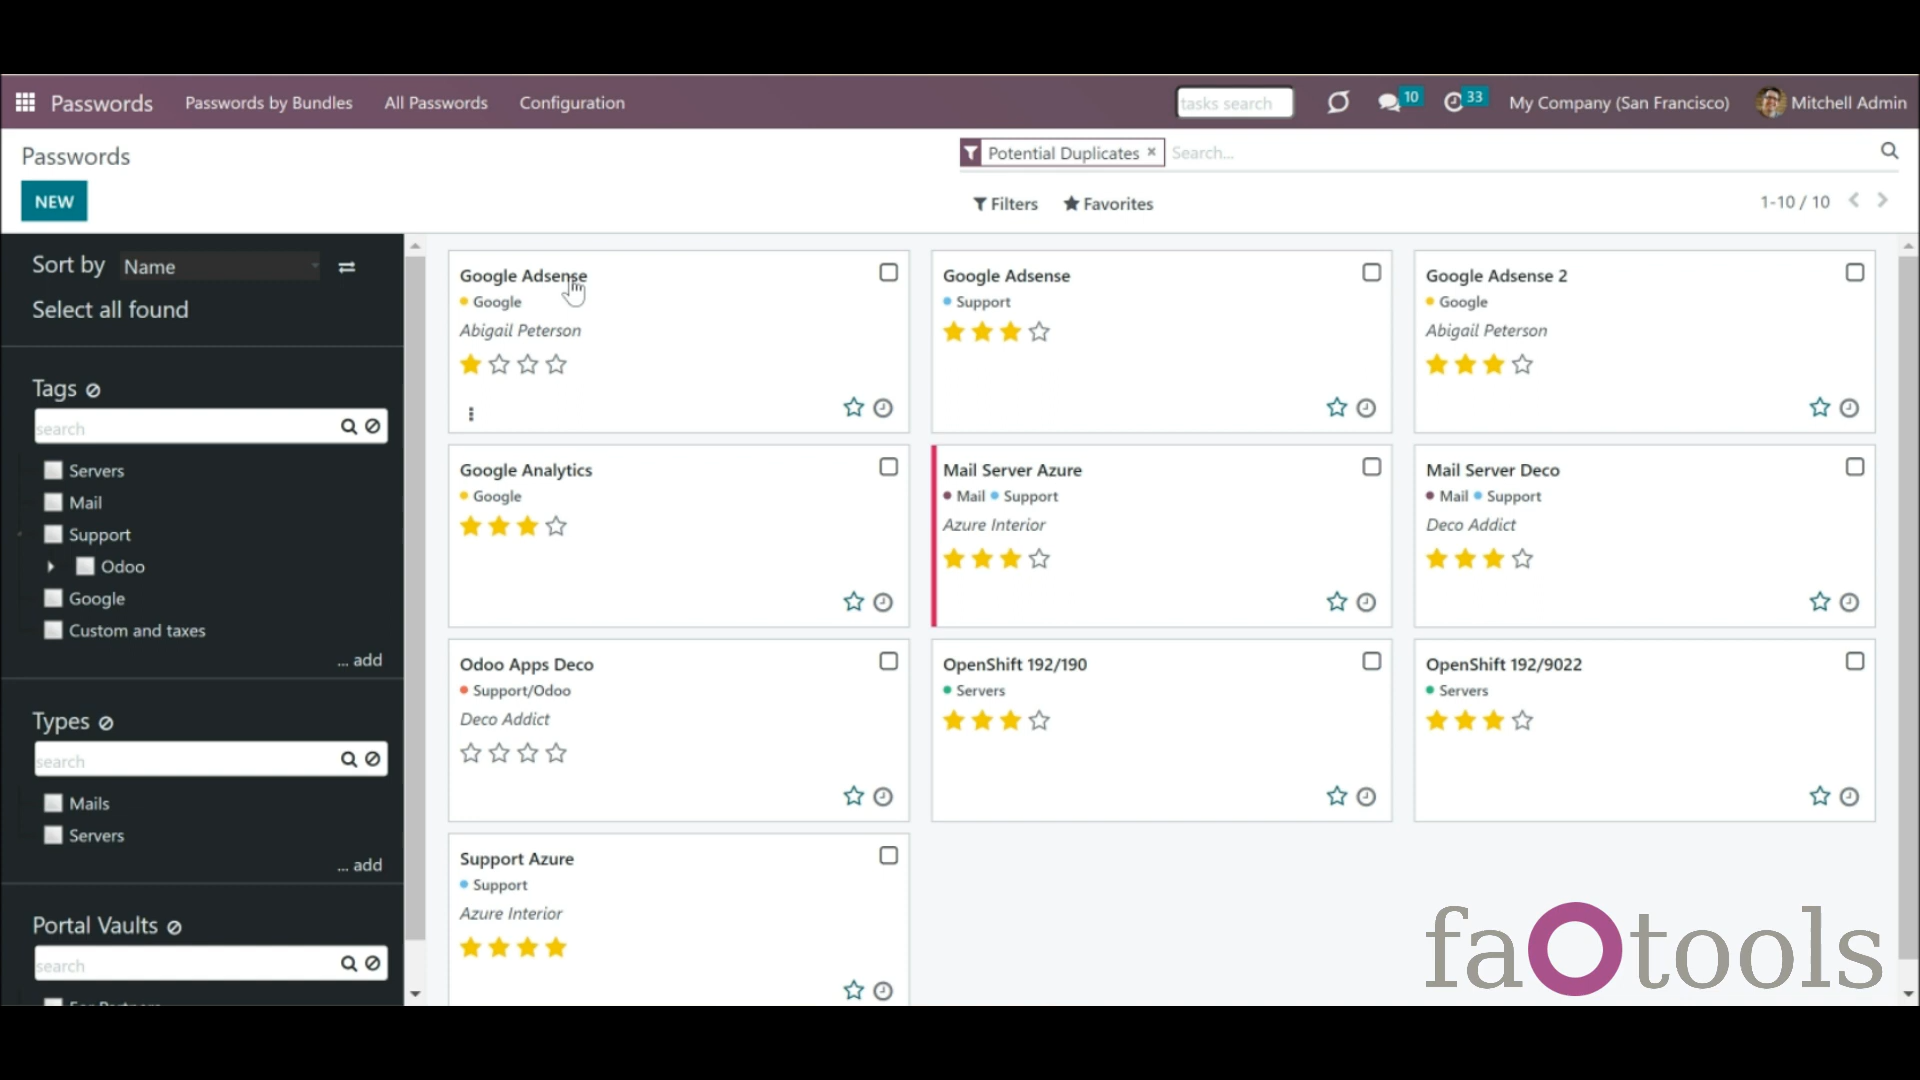 Passwords Passwords by Bundles All Passwords Configuration tasks search 10 33 My Company (San Francisco) Mitchell Admin
Passwords
Potential Duplicates × Search...
NEW
Filters Favorites
1-10 / 10
Sort by Name
Select all found
Tags
search
Servers
Mail
Support
Odoo
Google
Custom and taxes
... add
Types
search
Mails
Servers
... add
Portal Vaults
search
Google Adsense
Google
Abigail Peterson
Google Adsense
Support
Google Adsense 2
Google
Abigail Peterson
Google Analytics
Google
Mail Server Azure
Mail Support
Azure Interior
Mail Server Deco
Mail Support
Deco Addict
Odoo Apps Deco
Support/Odoo
Deco Addict
OpenShift 192/190
Servers
OpenShift 192/9022
Servers
Support Azure
Support
Azure Interior
faOtools